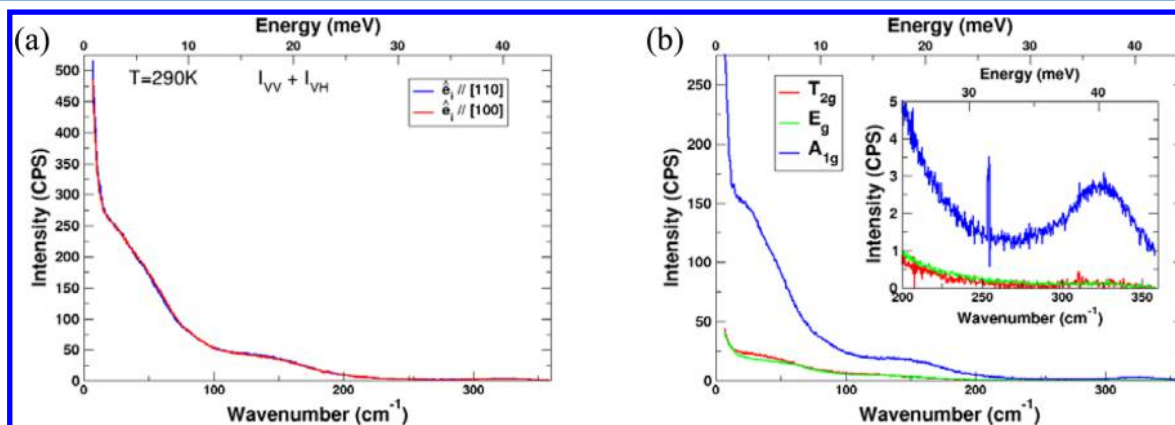 (a)
Energy (meV)
0 10 20 30 40
T=290K I_VV + I_VH
ê_i // [110]
ê_i // [100]
Intensity (CPS)
500
450
400
350
300
250
200
150
100
50
0
0 100 200 300
Wavenumber (cm⁻¹)
(b)
Energy (meV)
0 10 20 30 40
T_2g
E_g
A_1g
Intensity (CPS)
250
200
150
100
50
0
0 100 200 300
Wavenumber (cm⁻¹)
Energy (meV)
30 40
Intensity (CPS)
5
4
3
2
1
0
200 250 300 350
Wavenumber (cm⁻¹)